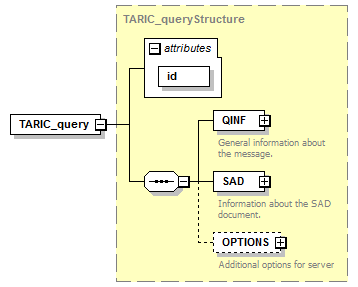 TARIC_queryStructure
attributes
id
TARIC_query
QINF
General information about
the message.
SAD
Information about the SAD
document.
OPTIONS
Additional options for server